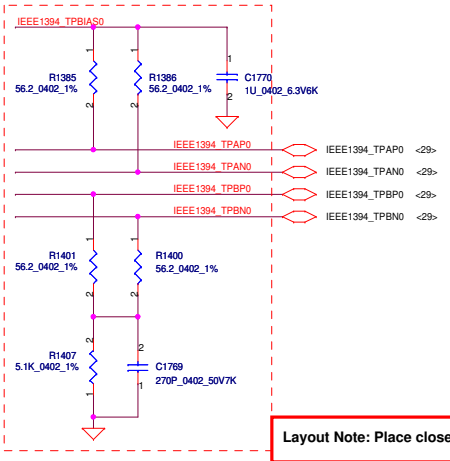 IEEE1394_TPBIAS0
1
1
1
R1385
56.2_0402_1%
R1386
56.2_0402_1%
C1770
1U_0402_6.3V6K
2
2
2
IEEE1394_TPAP0
IEEE1394_TPAP0 <29>
IEEE1394_TPAN0
IEEE1394_TPAN0 <29>
IEEE1394_TPBP0
IEEE1394_TPBP0 <29>
IEEE1394_TPBN0
IEEE1394_TPBN0 <29>
1
1
R1401
56.2_0402_1%
R1400
56.2_0402_1%
2
2
2
2
R1407
5.1K_0402_1%
C1769
270P_0402_50V7K
1
1
Layout Note: Place close